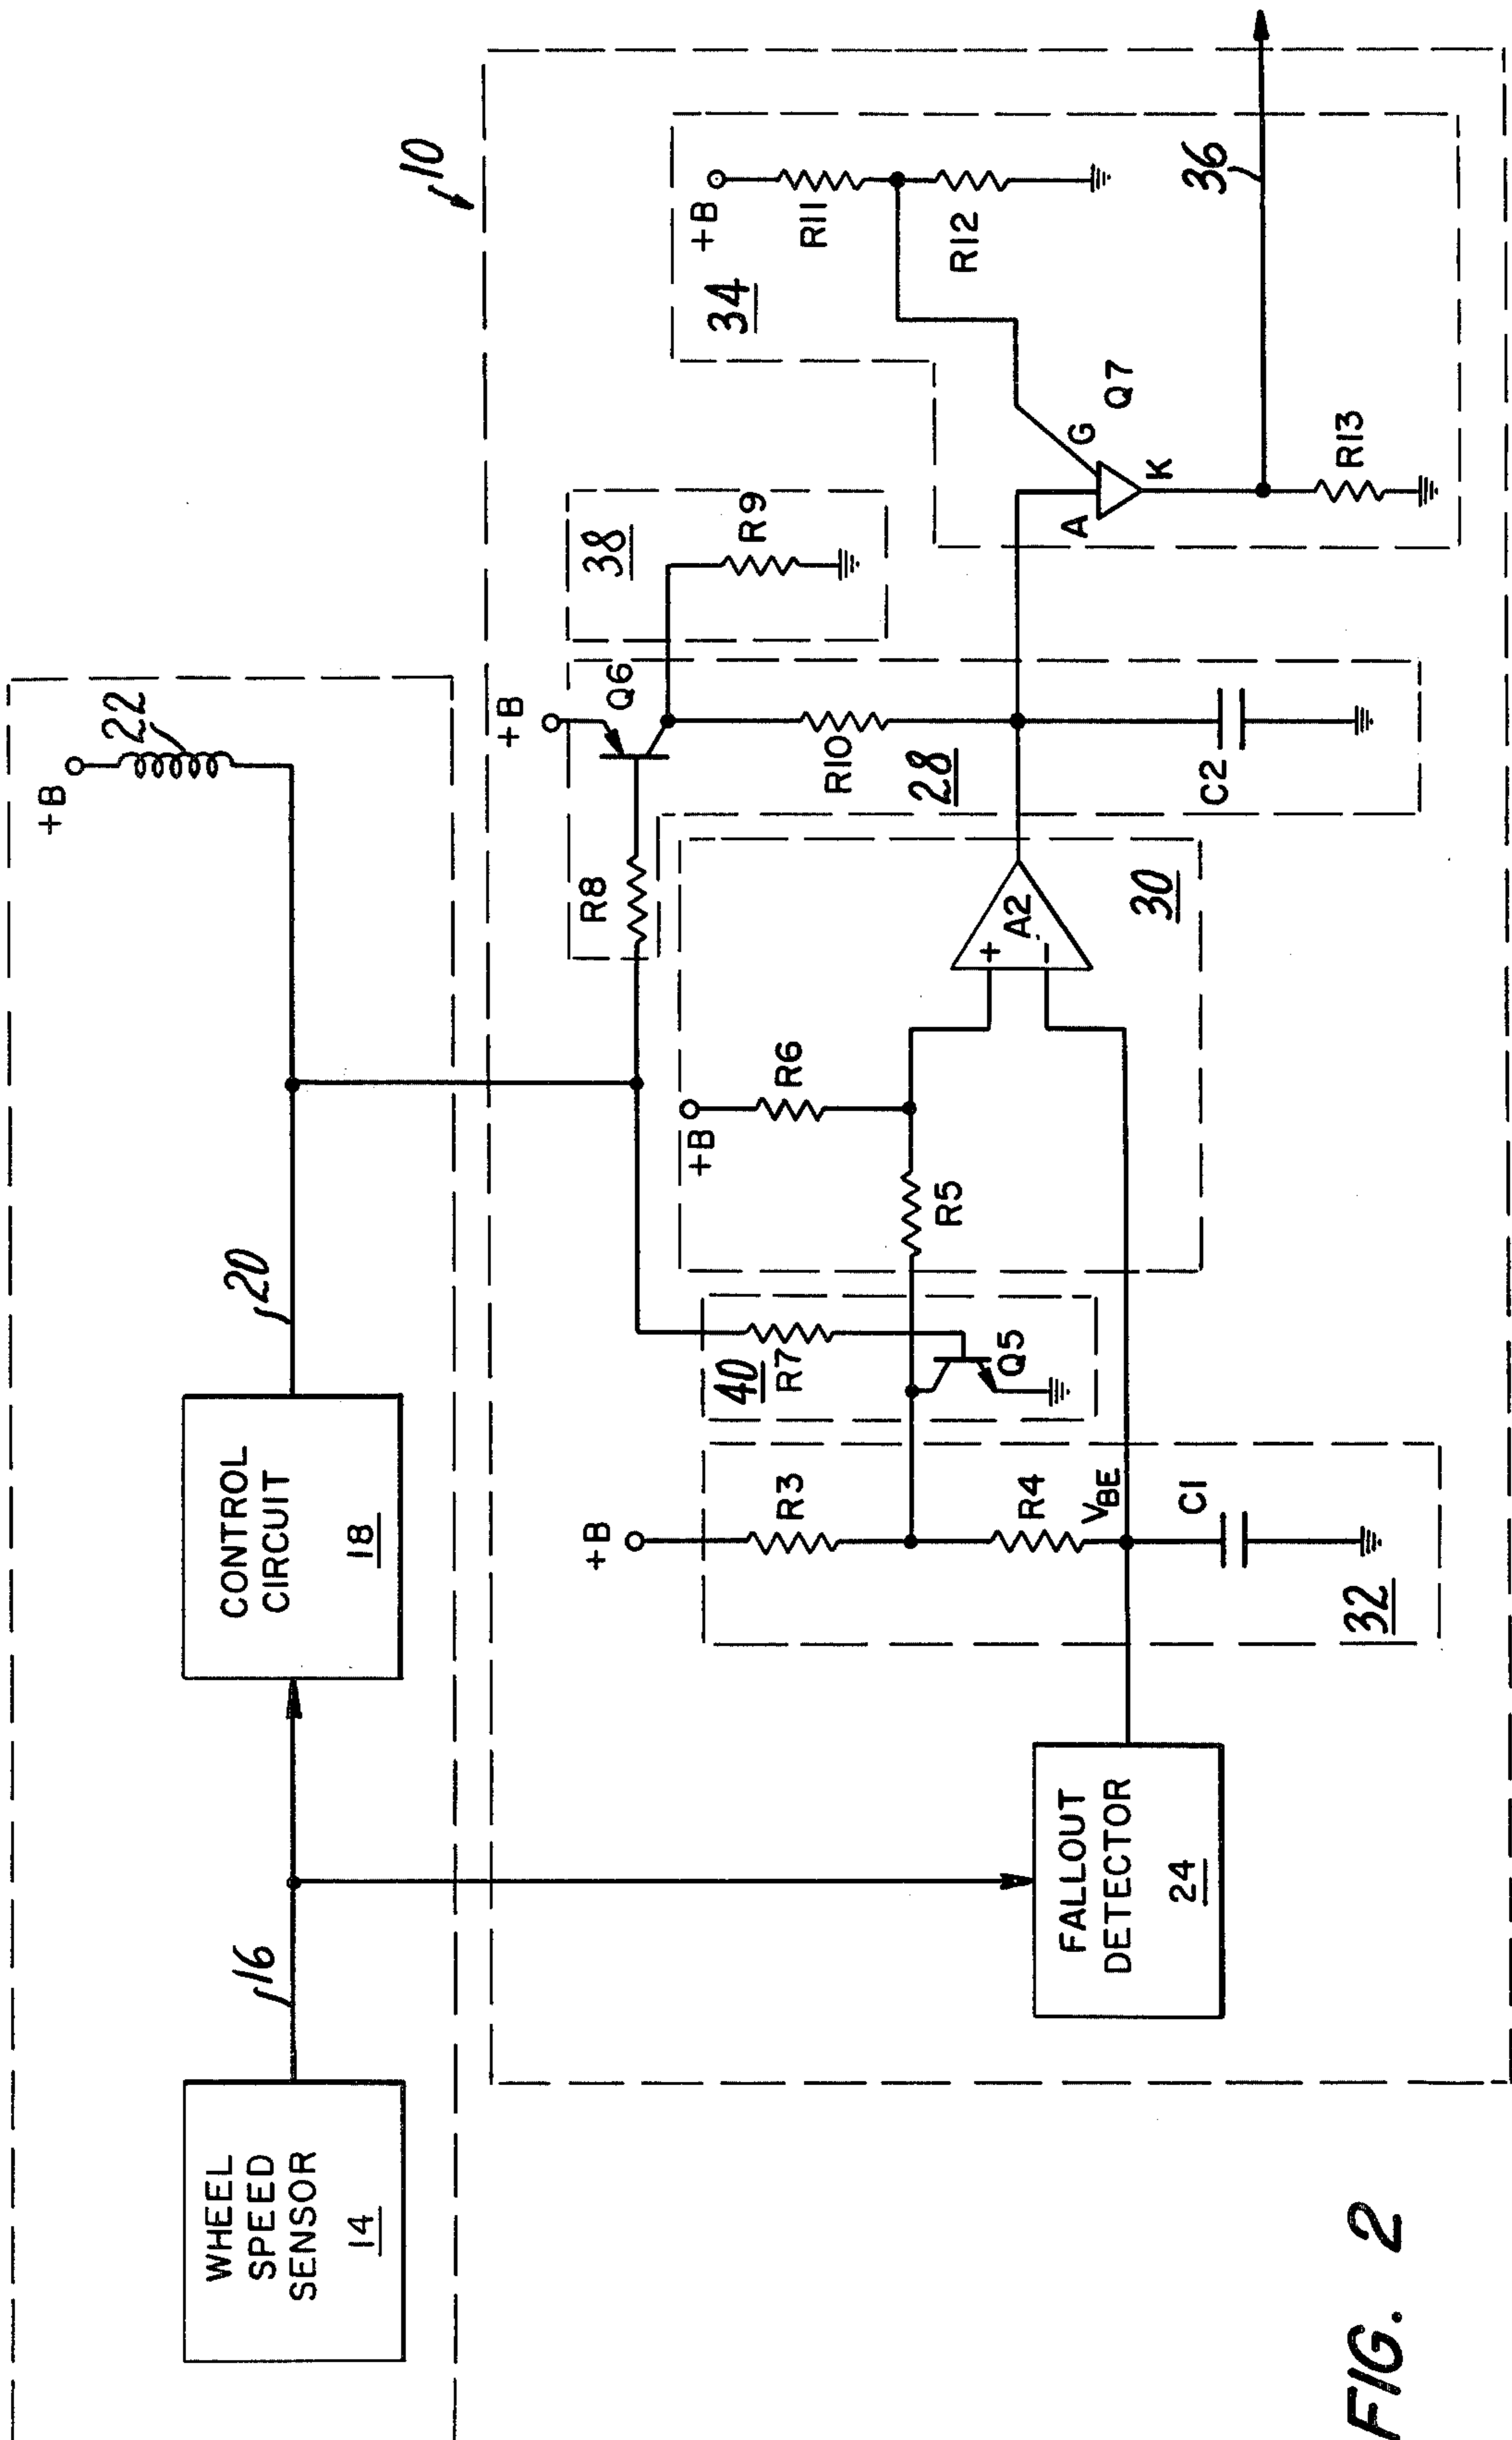 WHEEL
SPEED
SENSOR
14
16
CONTROL
CIRCUIT
18
20
+B
22
10
FALLOUT
DETECTOR
24
+B
R3
R4
VBE
C1
32
40
R7
Q5
+B
R6
R5
+
−
A2
30
R8
+B
Q6
R10
28
C2
38
R9
34
+B
R11
R12
A
G
Q7
K
R13
36
FIG. 2